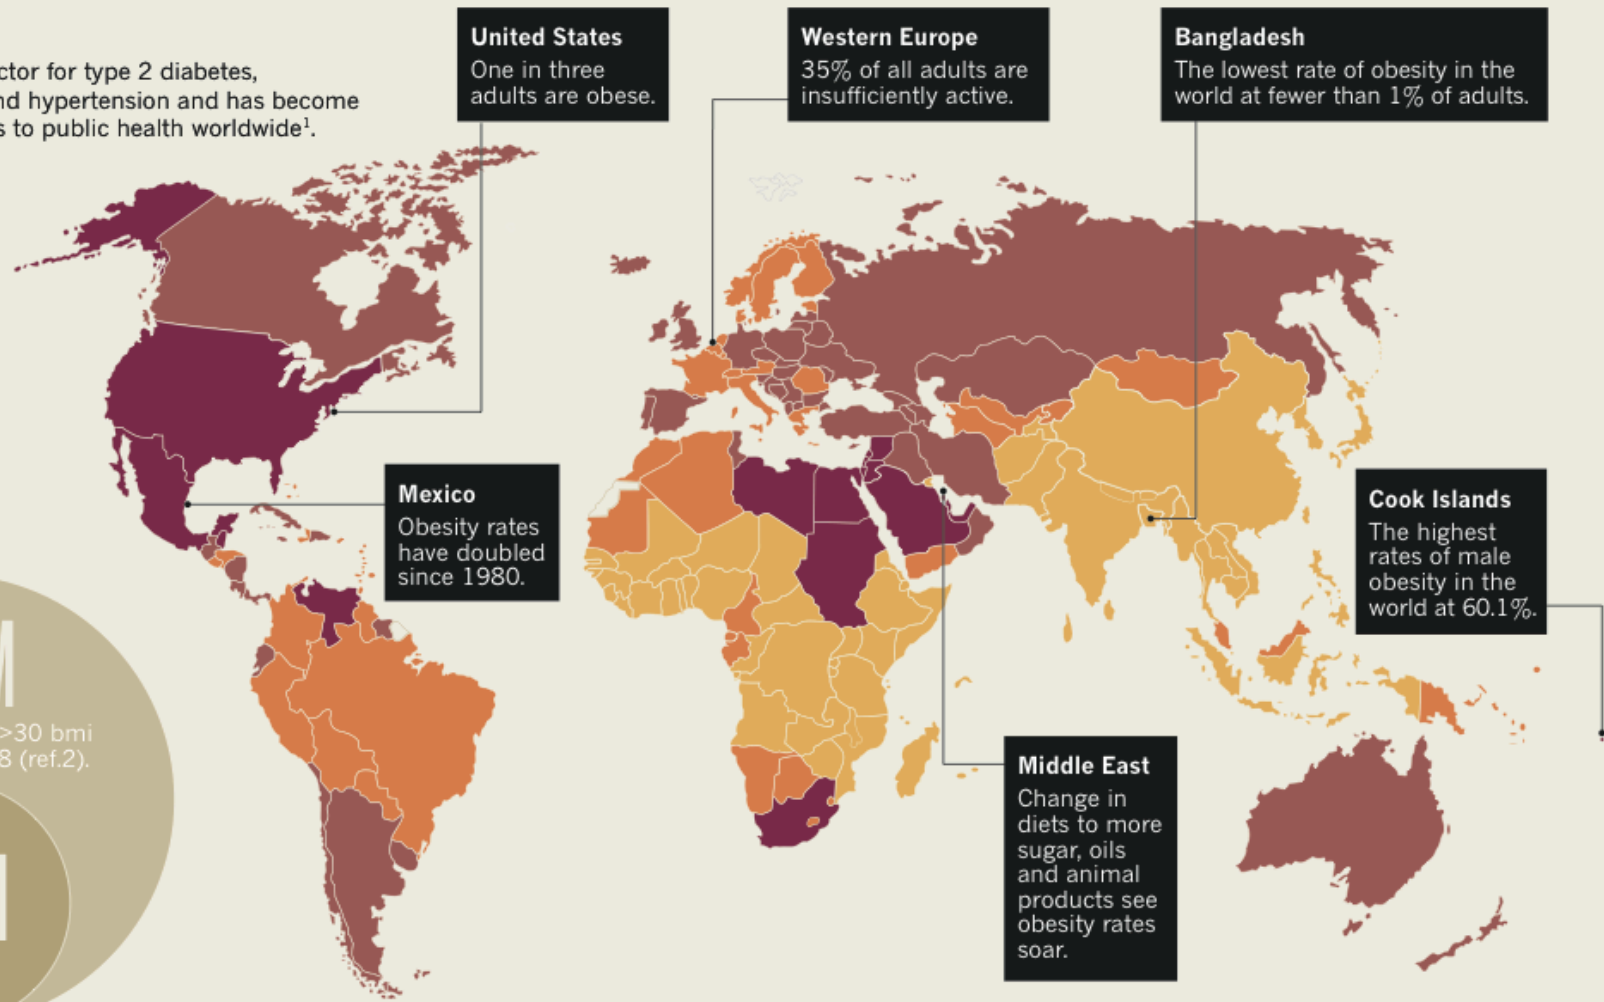 ctor for type 2 diabetes,
nd hypertension and has become
s to public health worldwide¹.
United States
One in three
adults are obese.
Western Europe
35% of all adults are
insufficiently active.
Bangladesh
The lowest rate of obesity in the
world at fewer than 1% of adults.
Mexico
Obesity rates
have doubled
since 1980.
Cook Islands
The highest
rates of male
obesity in the
world at 60.1%.
>30 bmi
8 (ref.2).
Middle East
Change in
diets to more
sugar, oils
and animal
products see
obesity rates
soar.